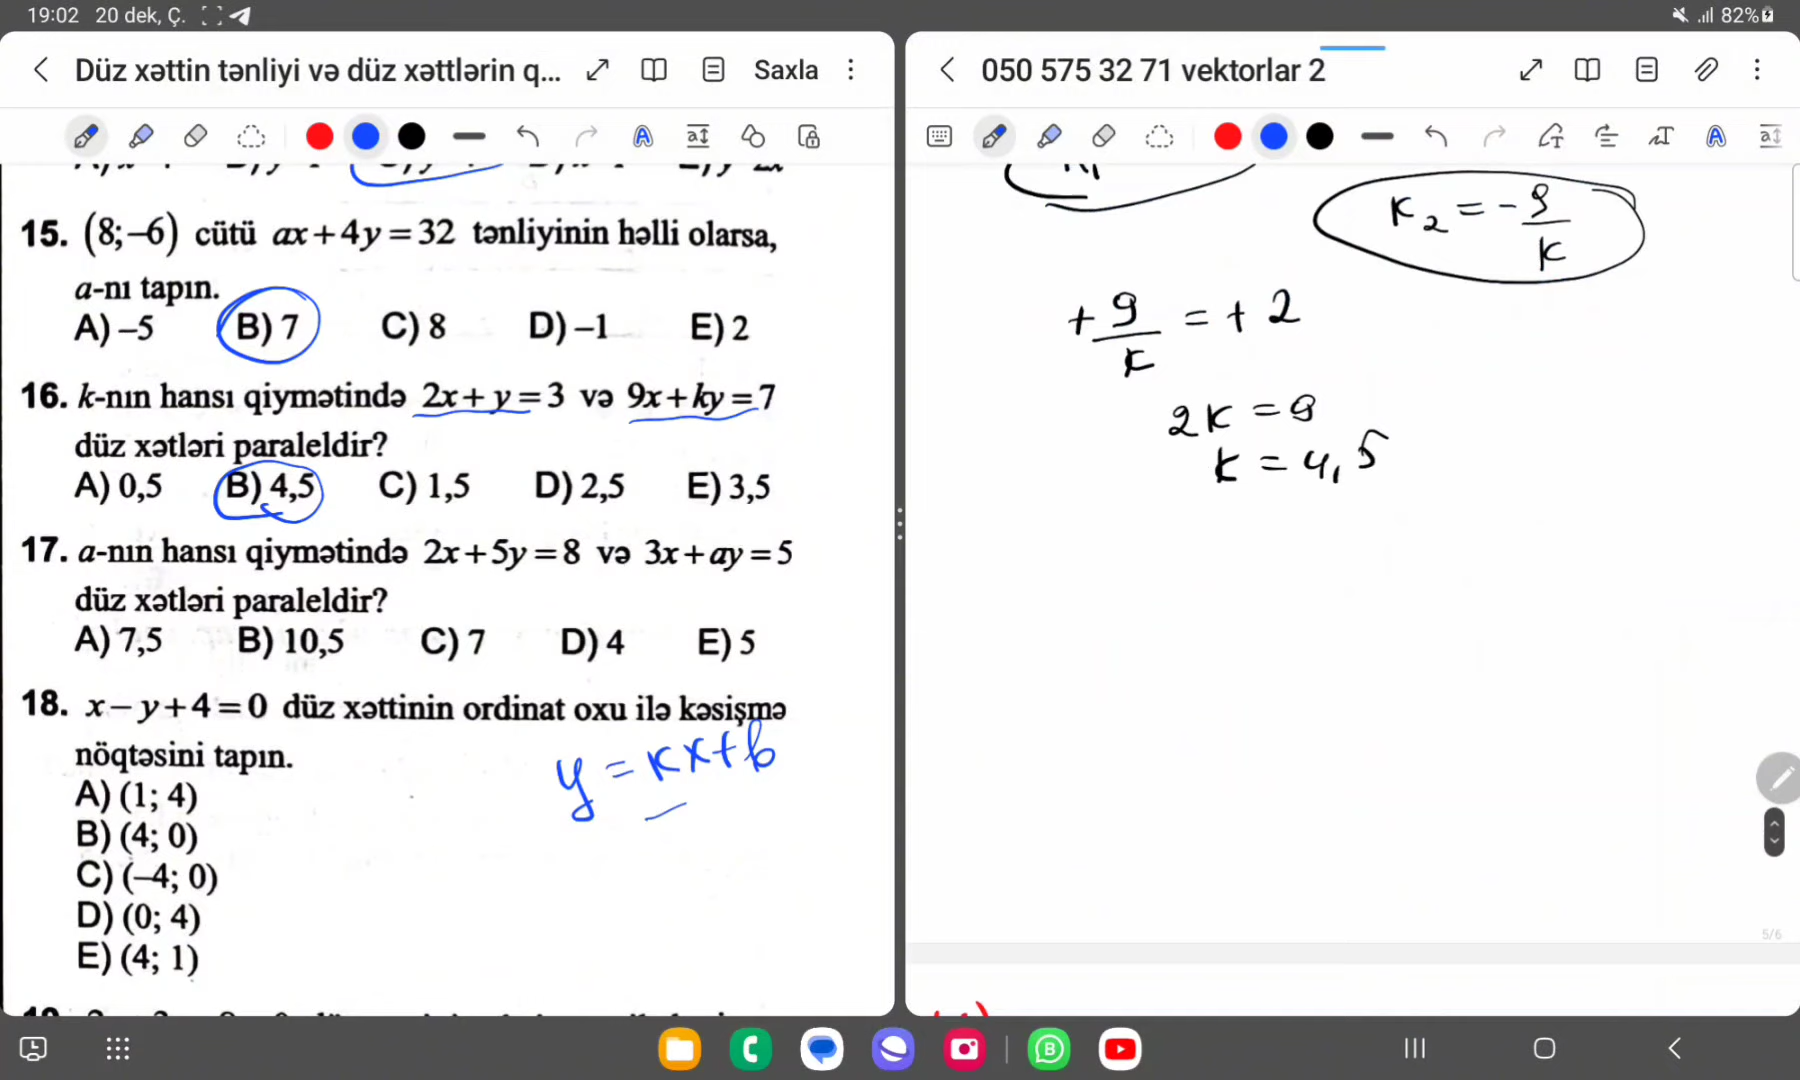 19:02 20 dek, Ç.
82%
Düz xəttin tənliyi və düz xəttlərin q...
Saxla
15. (8;–6) cütü ax+4y=32 tənliyinin həlli olarsa,
a-nı tapın.
A) –5 B) 7 C) 8 D) –1 E) 2
16. k-nın hansı qiymətində 2x+y=3 və 9x+ky=7
düz xətləri paraleldir?
A) 0,5 B) 4,5 C) 1,5 D) 2,5 E) 3,5
17. a-nın hansı qiymətində 2x+5y=8 və 3x+ay=5
düz xətləri paraleldir?
A) 7,5 B) 10,5 C) 7 D) 4 E) 5
18. x–y+4=0 düz xəttinin ordinat oxu ilə kəsişmə
nöqtəsini tapın.
y = kx+b
A) (1; 4)
B) (4; 0)
C) (–4; 0)
D) (0; 4)
E) (4; 1)
050 575 32 71 vektorlar 2
k2 = - 9/k
+ 9/k = + 2
2k = 9
k = 4,5
5/6